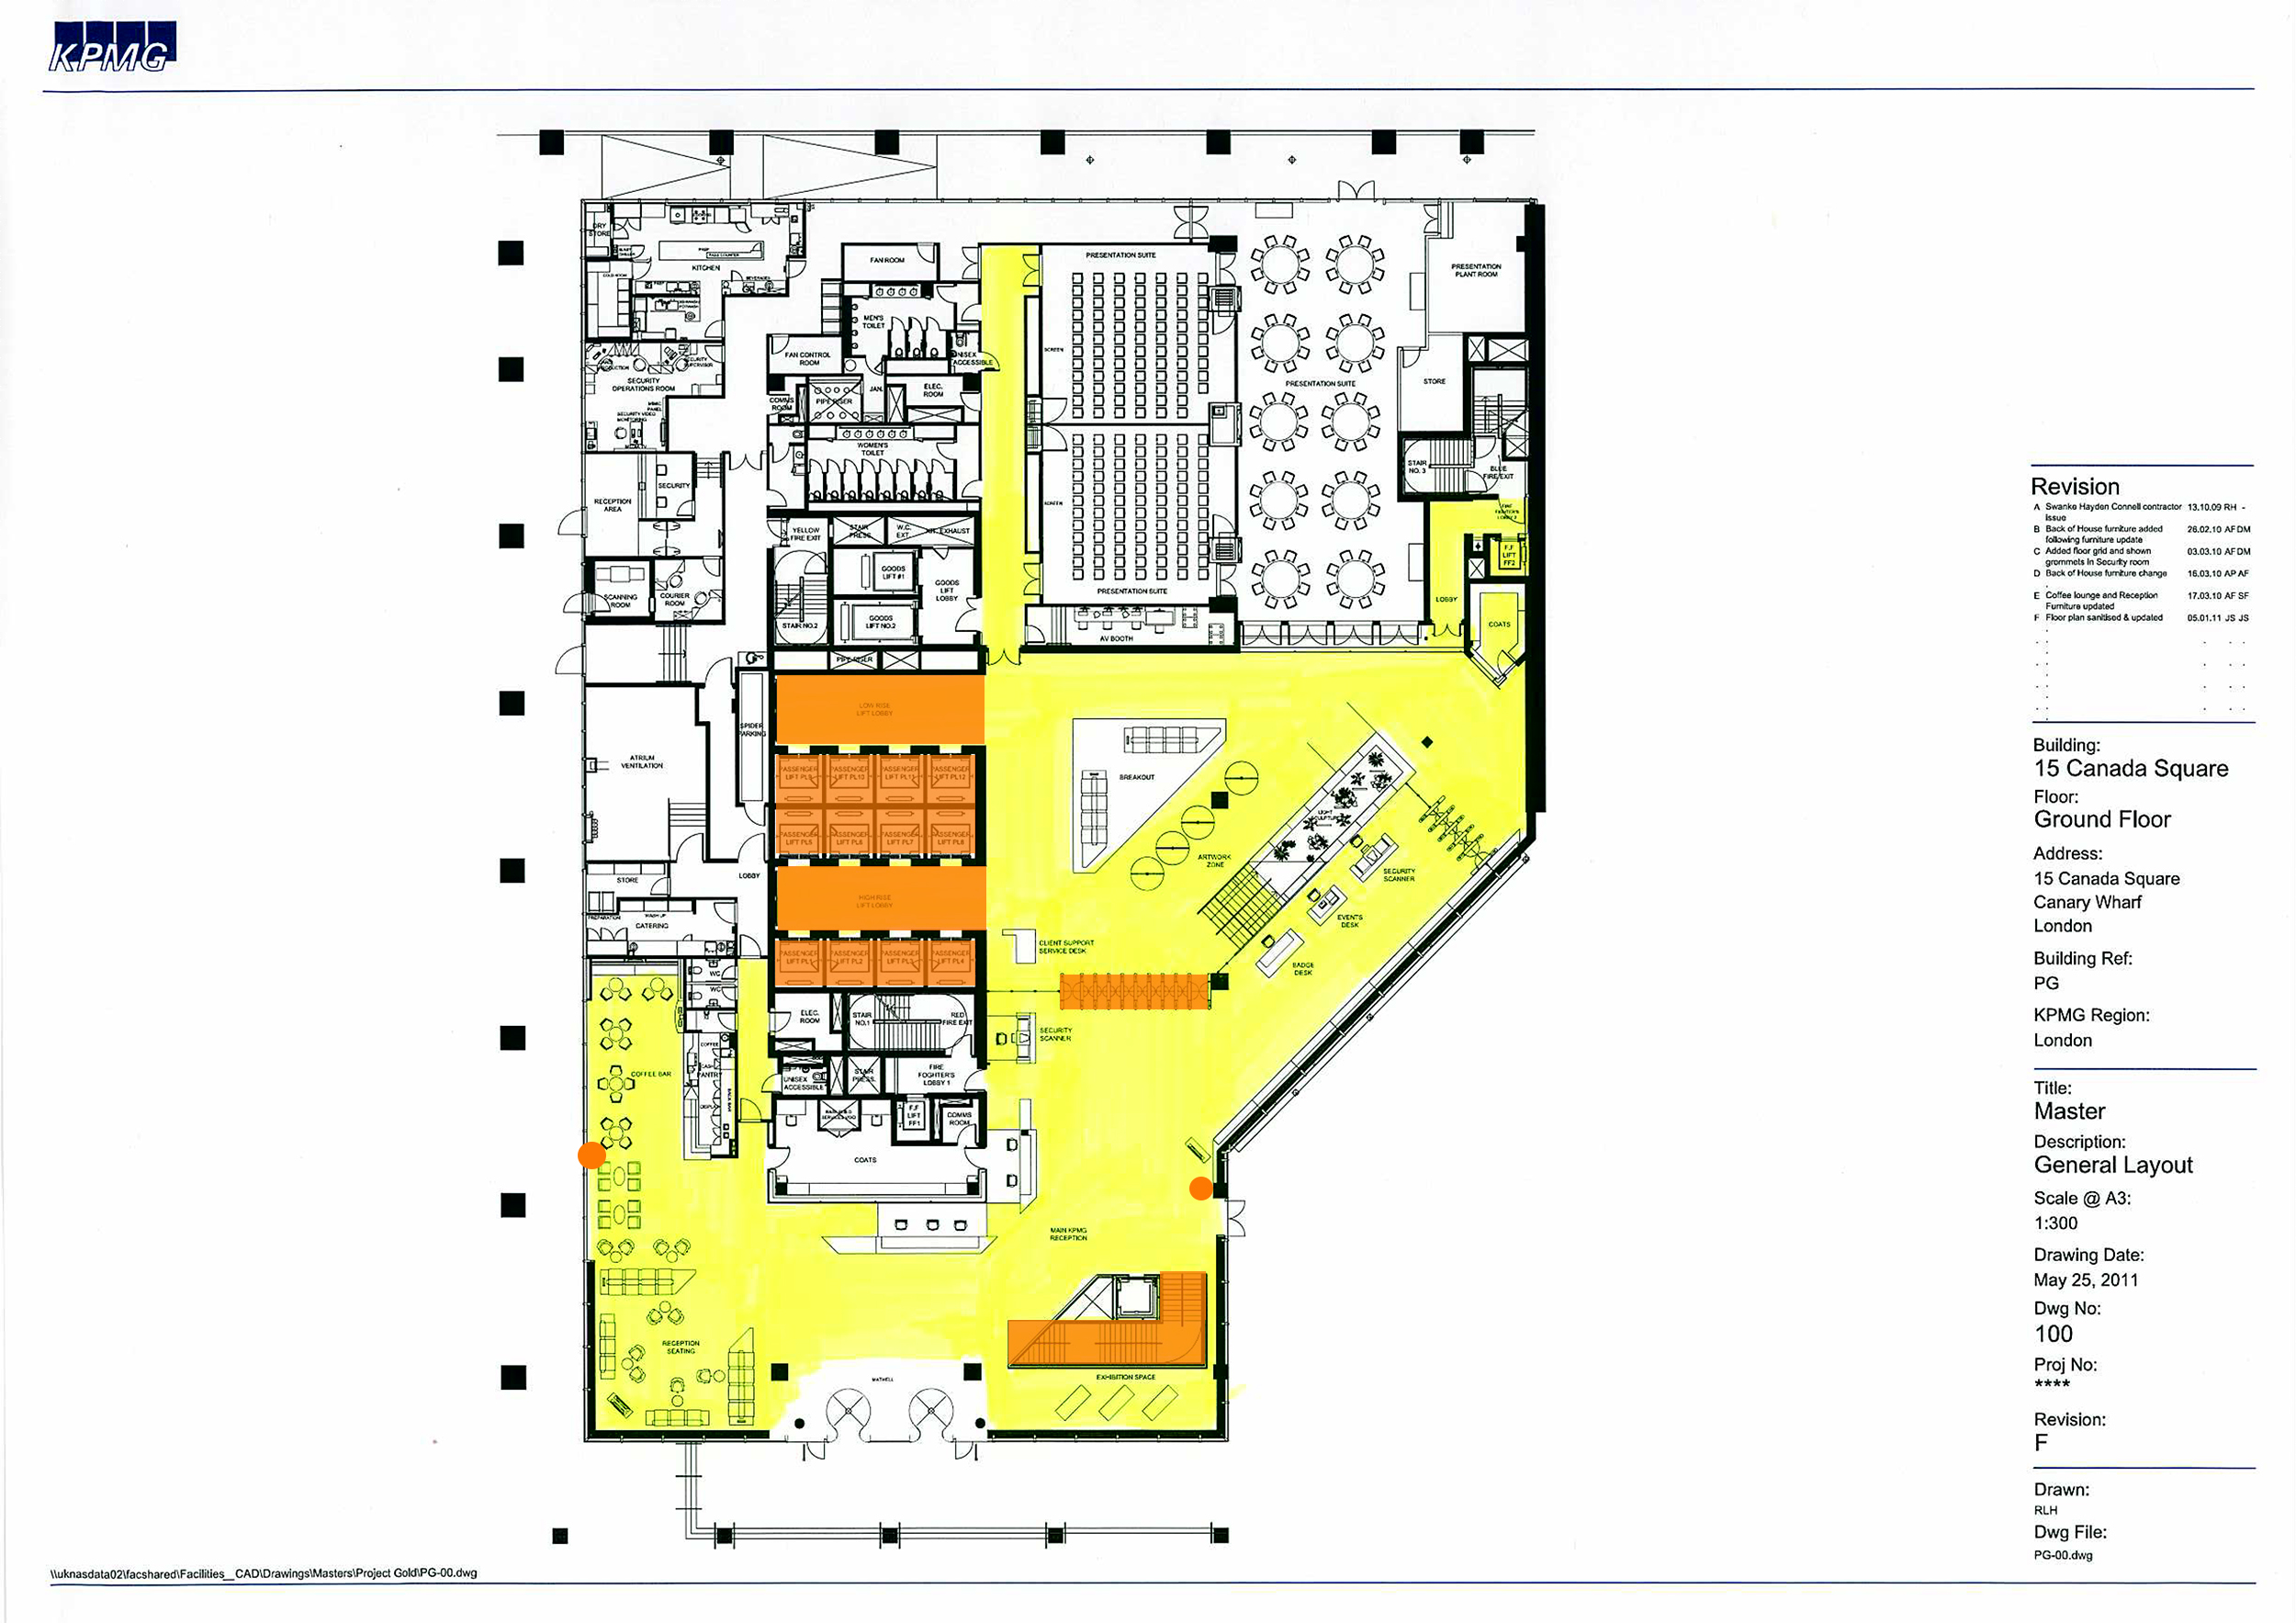 KPMG
DRY
STORE
KITCHEN
FAN ROOM
PRESENTATION SUITE
PRESENTATION
PLANT ROOM
MEN'S
TOILET
UNISEX
ACCESSIBLE
FAN CONTROL
ROOM
SCREEN
SECURITY
OPERATIONS ROOM
COMMS
ROOM
PIPE RISER
JAN.
ELEC.
ROOM
PRESENTATION SUITE
STORE
WOMEN'S
TOILET
STAIR
NO. 3
BLUE
FIRE EXIT
RECEPTION
AREA
SECURITY
SCREEN
YELLOW
FIRE EXIT
STAIR
PRESS
W.C.
EXT.
KIT. EXHAUST
GOODS
LIFT #1
GOODS
LIFT
LOBBY
F.F
LIFT
FF2
SCANNING
ROOM
COURIER
ROOM
STAIR NO.2
GOODS
LIFT NO.2
PRESENTATION SUITE
LOBBY
COATS
AV BOOTH
PIPE RISER
LOW RISE
LIFT LOBBY
SPIDER
PARKING
ATRIUM
VENTILATION
PASSENGER
LIFT PL9
PASSENGER
LIFT PL10
PASSENGER
LIFT PL11
PASSENGER
LIFT PL12
BREAKOUT
LIGHT
SCULPTURE
PASSENGER
LIFT PL5
PASSENGER
LIFT PL6
PASSENGER
LIFT PL7
PASSENGER
LIFT PL8
ARTWORK
ZONE
SECURITY
SCANNER
STORE
LOBBY
HIGH RISE
LIFT LOBBY
EVENTS
DESK
PREPARATION
WASH UP
CATERING
CLIENT SUPPORT
SERVICE DESK
PASSENGER
LIFT PL1
PASSENGER
LIFT PL2
PASSENGER
LIFT PL3
PASSENGER
LIFT PL4
BADGE
DESK
WC
WC
ELEC.
ROOM
STAIR
NO.1
RED
FIRE EXIT
SECURITY
SCANNER
COFFEE BAR
COFFEE
PANTRY
UNISEX
ACCESSIBLE
STAIR
PRESS.
FIRE
FOGHTER'S
LOBBY 1
F.F
LIFT
FF1
COMMS
ROOM
COATS
MAIN KPMG
RECEPTION
RECEPTION
SEATING
MATWELL
EXHIBITION SPACE
Revision
A Swanke Hayden Connell contractor 13.10.09 RH -
issue
B Back of House furniture added 26.02.10 AF DM
following furniture update
C Added floor grid and shown 03.03.10 AF DM
grommets in Security room
D Back of House furniture change 16.03.10 AP AF
E Coffee lounge and Reception 17.03.10 AF SF
Furniture updated
F Floor plan sanitised & updated 05.01.11 JS JS
Building:
15 Canada Square
Floor:
Ground Floor
Address:
15 Canada Square
Canary Wharf
London
Building Ref:
PG
KPMG Region:
London
Title:
Master
Description:
General Layout
Scale @ A3:
1:300
Drawing Date:
May 25, 2011
Dwg No:
100
Proj No:
****
Revision:
F
Drawn:
RLH
Dwg File:
PG-00.dwg
\\uknasdata02\facshared\Facilities__CAD\Drawings\Masters\Project Gold\PG-00.dwg